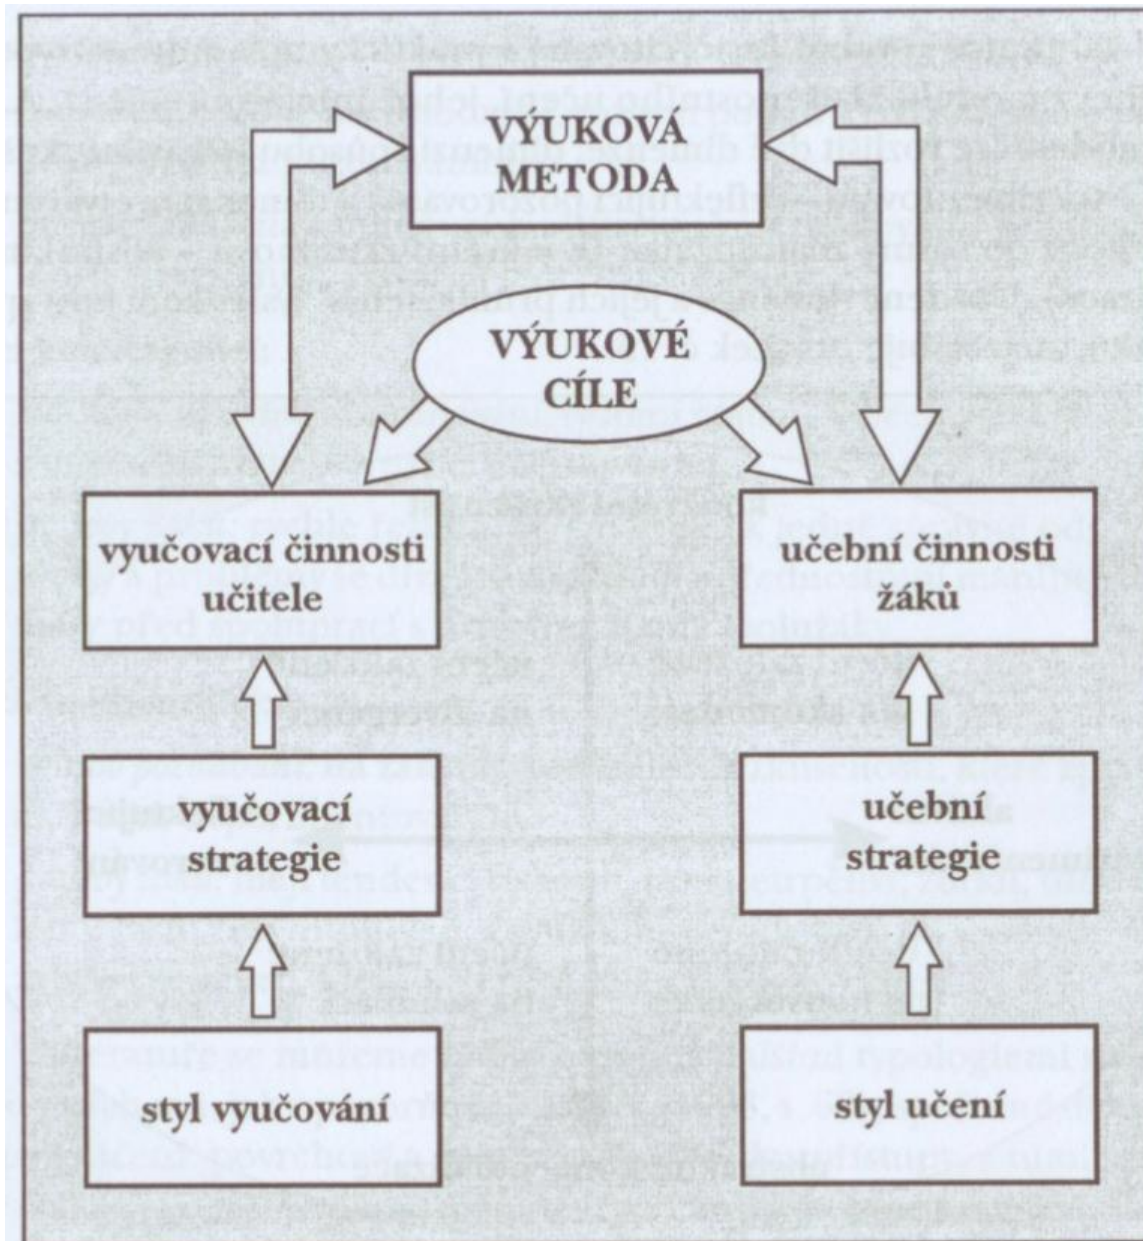 VÝUKOVÁ
METODA
VÝUKOVÉ
CÍLE
vyučovací činnosti
učitele
učební činnosti
žáků
vyučovací
strategie
učební
strategie
styl vyučování
styl učení